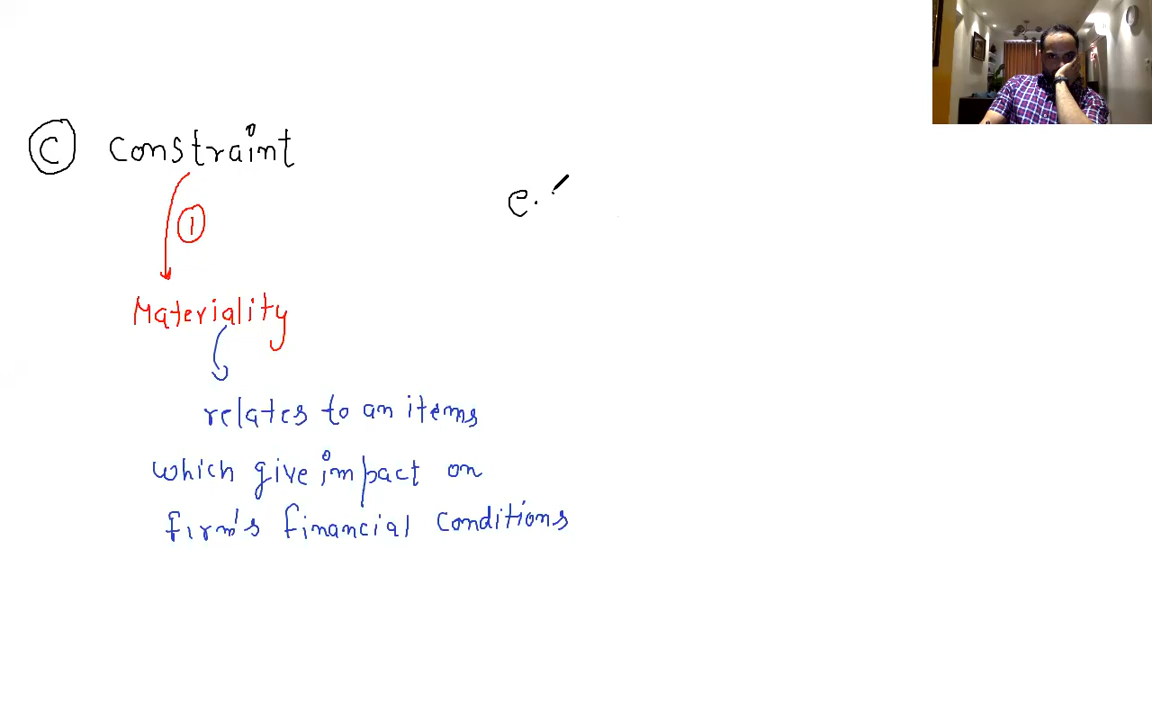 C constraint
e.
1
Materiality
relates to an items
which give impact on
firm's financial conditions